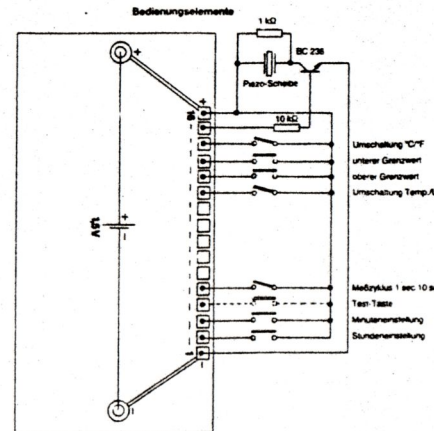 Bedienungselemente
1 kΩ
BC 238
Piezo-Scheibe
+
+
16
10 kΩ
Umschaltung °C/°F
unterer Grenzwert
oberer Grenzwert
Umschaltung Temp./
+
1,5 V
–
Meßzyklus 1 sec 10 s
Test-Taste
Minuteneinstellung
Stundeneinstellung
1
–
–